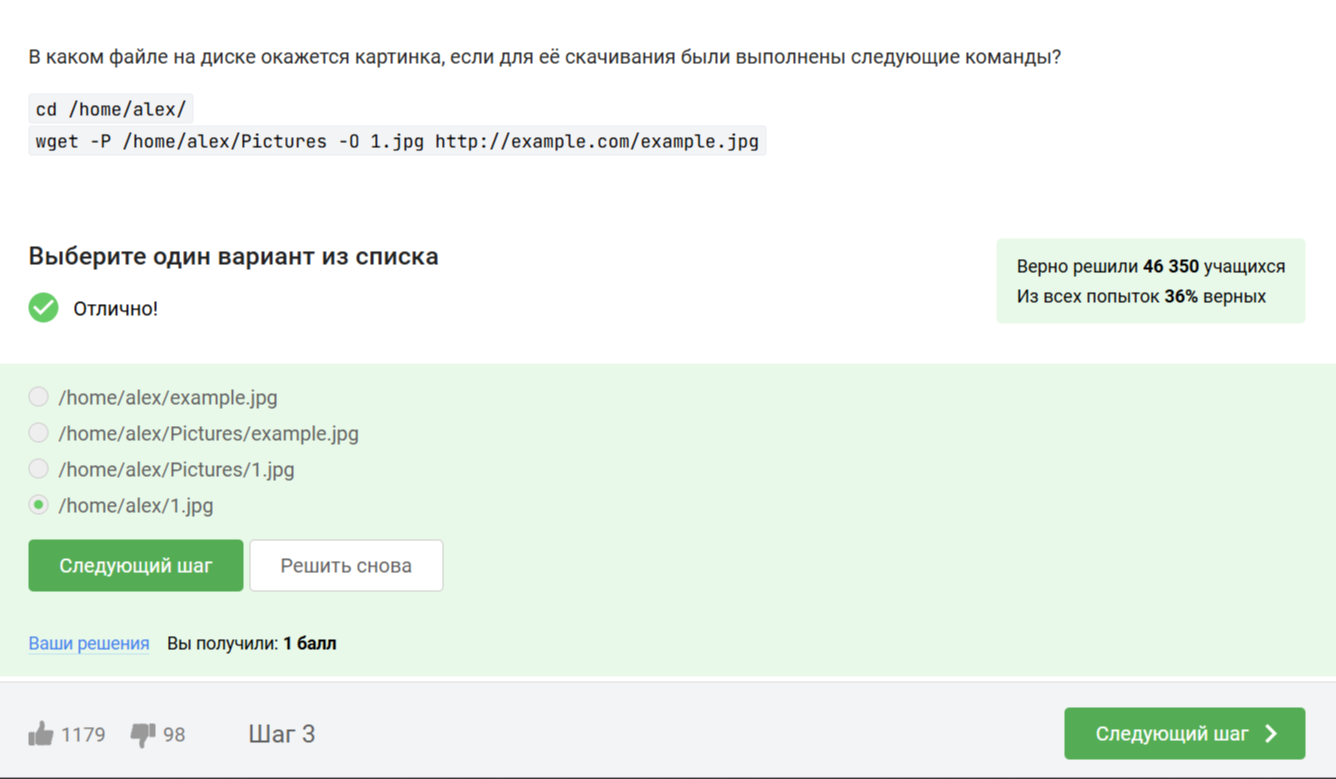 В каком файле на диске окажется картинка, если для её скачивания были выполнены следующие команды?
cd /home/alex/
wget -P /home/alex/Pictures -O 1.jpg http://example.com/example.jpg
Выберите один вариант из списка
Отлично!
Верно решили 46 350 учащихся
Из всех попыток 36% верных
/home/alex/example.jpg
/home/alex/Pictures/example.jpg
/home/alex/Pictures/1.jpg
/home/alex/1.jpg
Следующий шаг
Решить снова
Ваши решения Вы получили: 1 балл
1179 98 Шаг 3
Следующий шаг